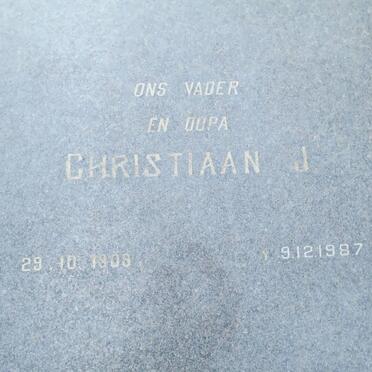 ONS VADER
EN OUPA
CHRISTIAAN J
29.10.1909 9.12.1987